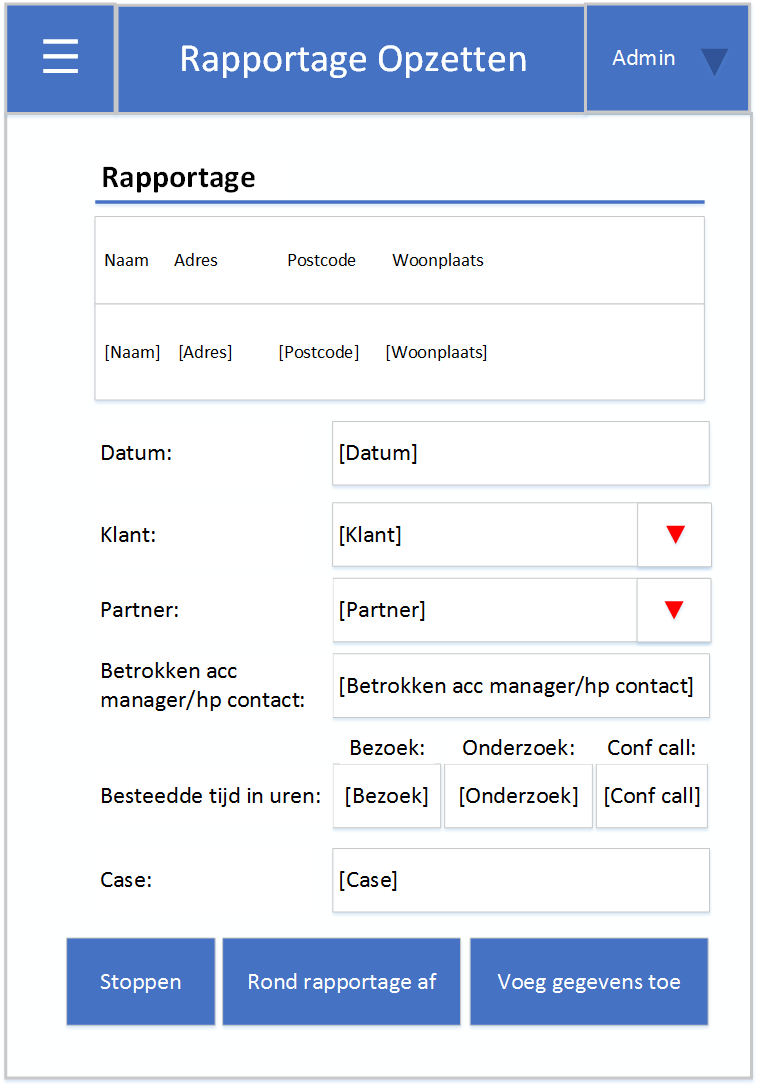 Rapportage Opzetten
Admin
Rapportage
Naam Adres Postcode Woonplaats
[Naam] [Adres] [Postcode] [Woonplaats]
Datum: [Datum]
Klant: [Klant]
Partner: [Partner]
Betrokken acc
manager/hp contact: [Betrokken acc manager/hp contact]
Bezoek: Onderzoek: Conf call:
Besteedde tijd in uren: [Bezoek] [Onderzoek] [Conf call]
Case: [Case]
Stoppen Rond rapportage af Voeg gegevens toe